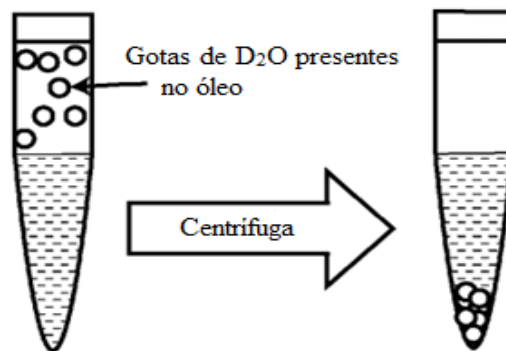 Gotas de D₂O presentes
no óleo
Centrífuga